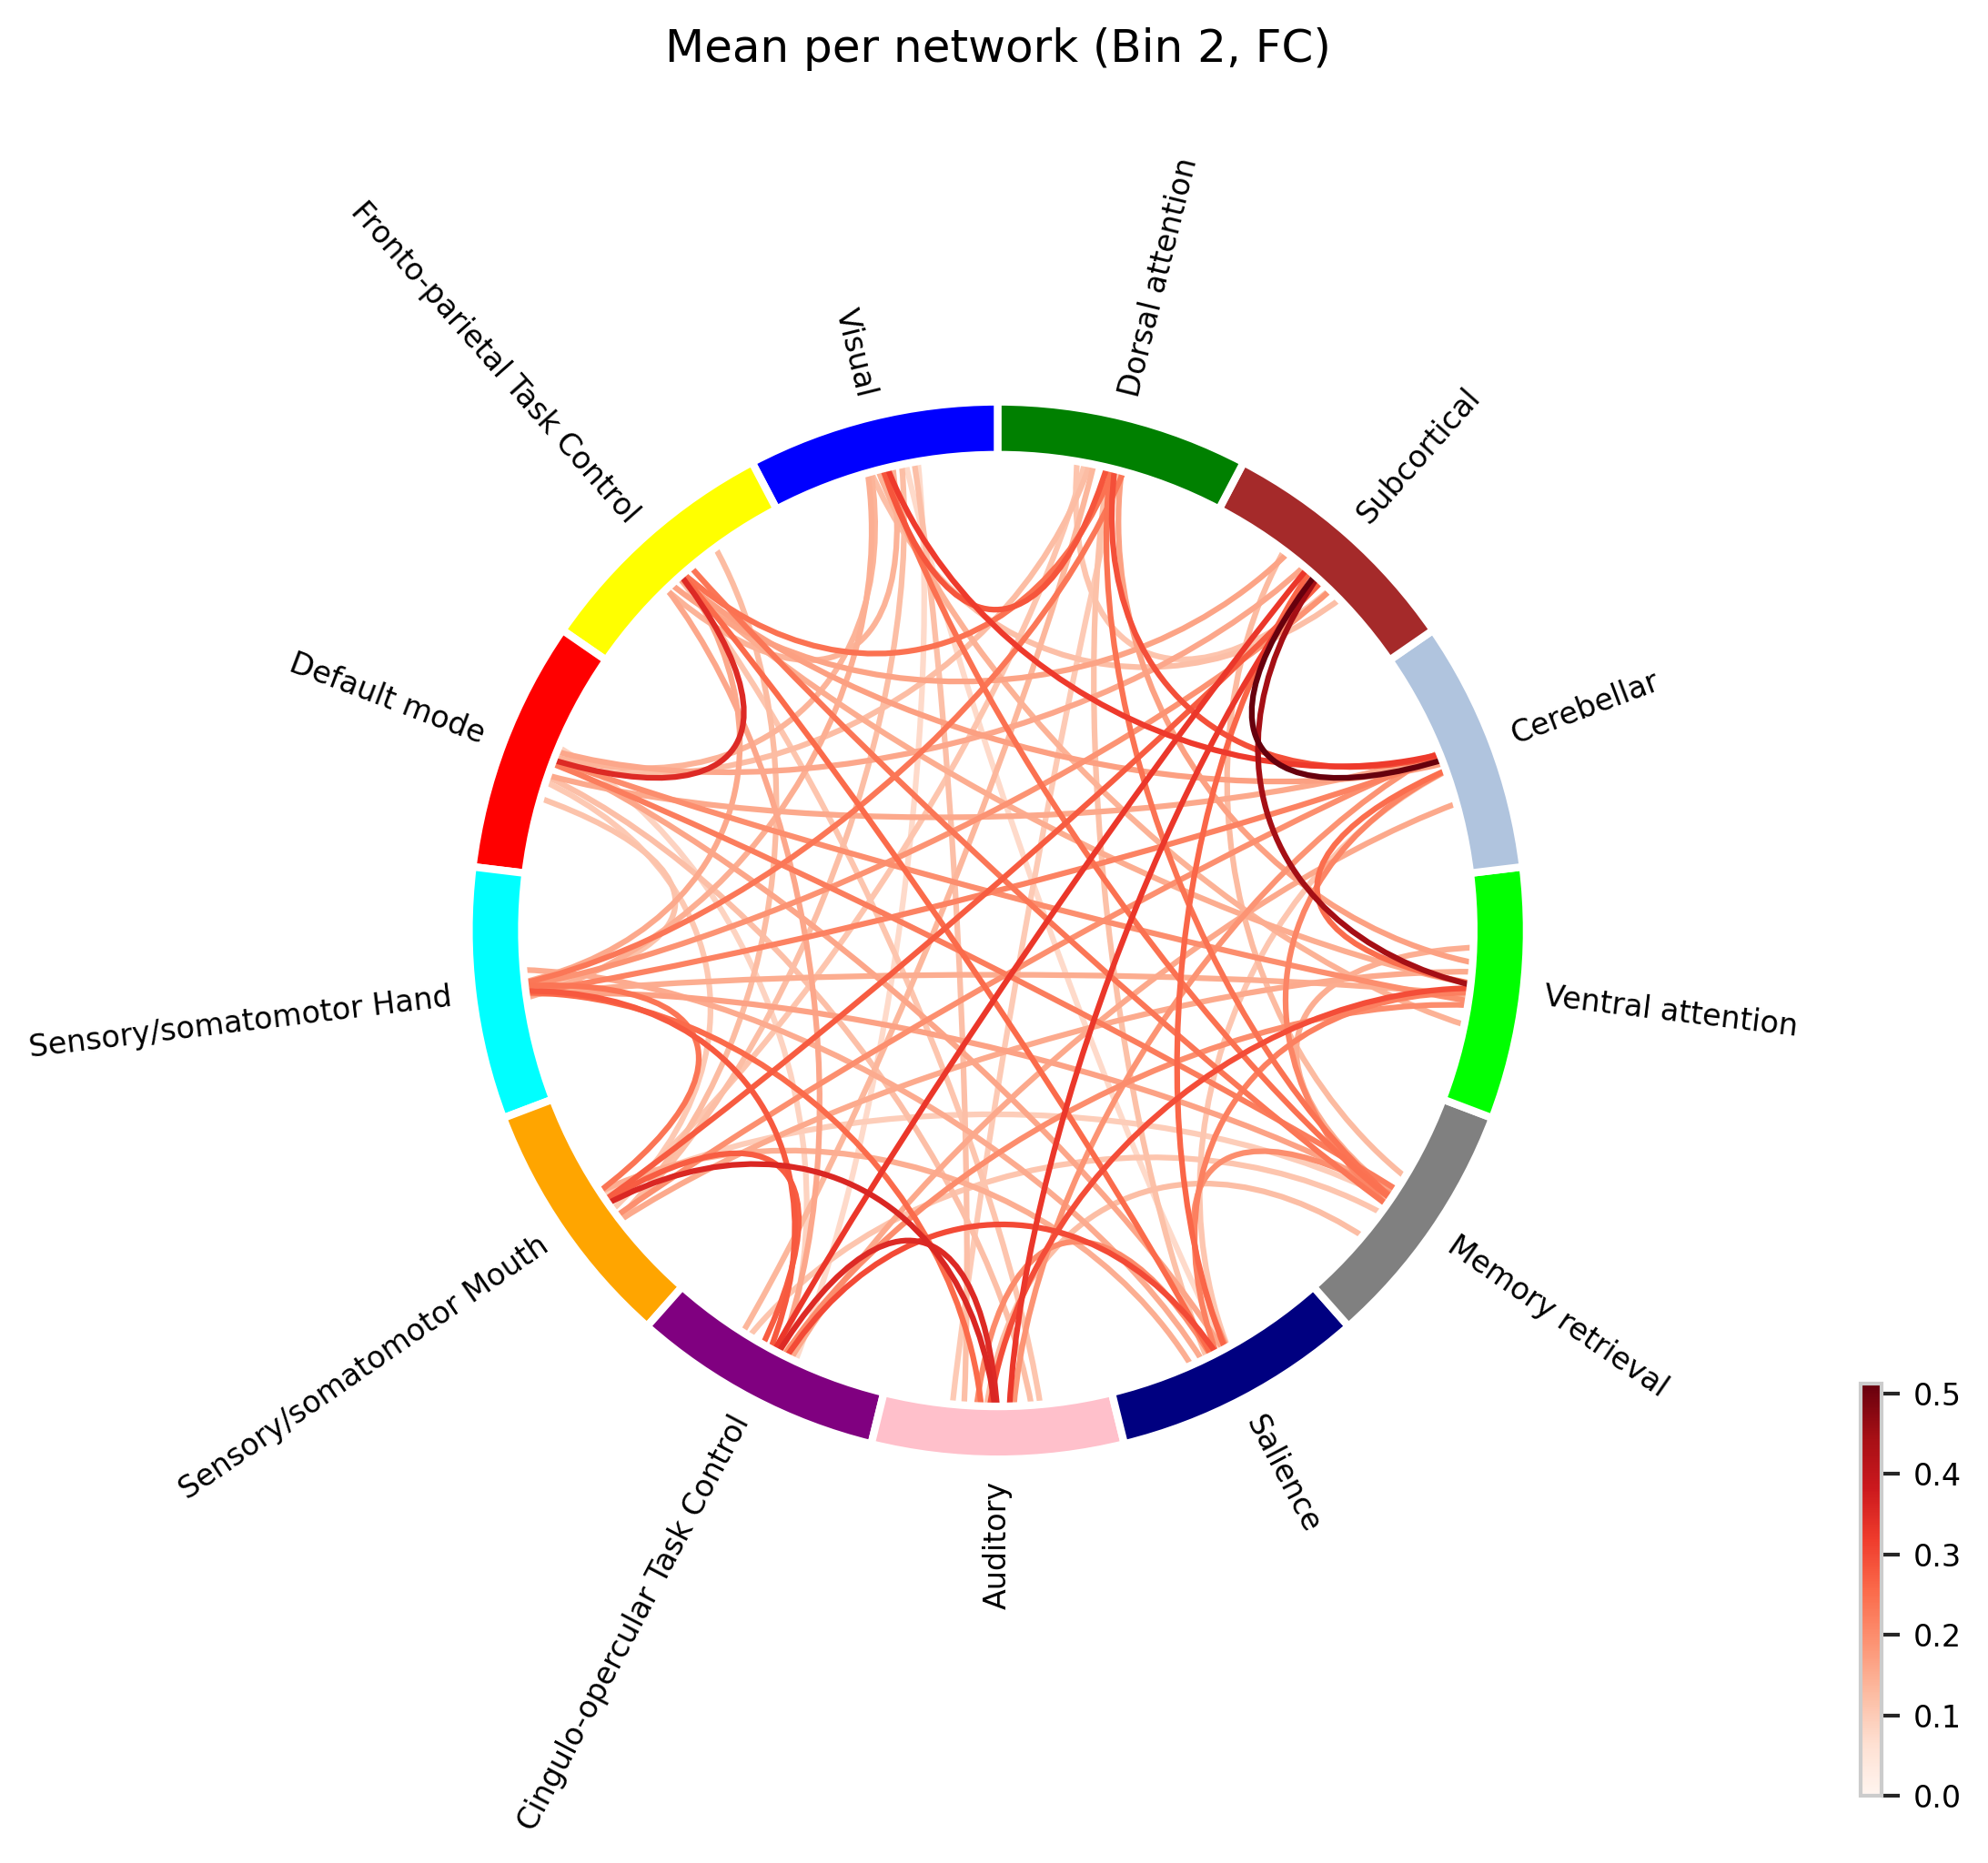 Mean per network (Bin 2, FC)
Dorsal attention
Subcortical
Cerebellar
Ventral attention
Memory retrieval
Salience
Auditory
Cingulo-opercular Task Control
Sensory/somatomotor Mouth
Sensory/somatomotor Hand
Default mode
Fronto-parietal Task Control
Visual
0.5
0.4
0.3
0.2
0.1
0.0